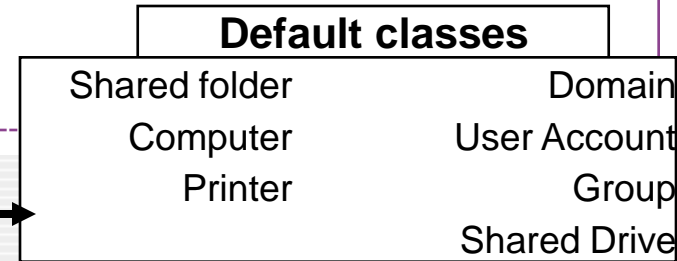 Default classes
Shared folder
Computer
Printer
Domain
User Account
Group
Shared Drive